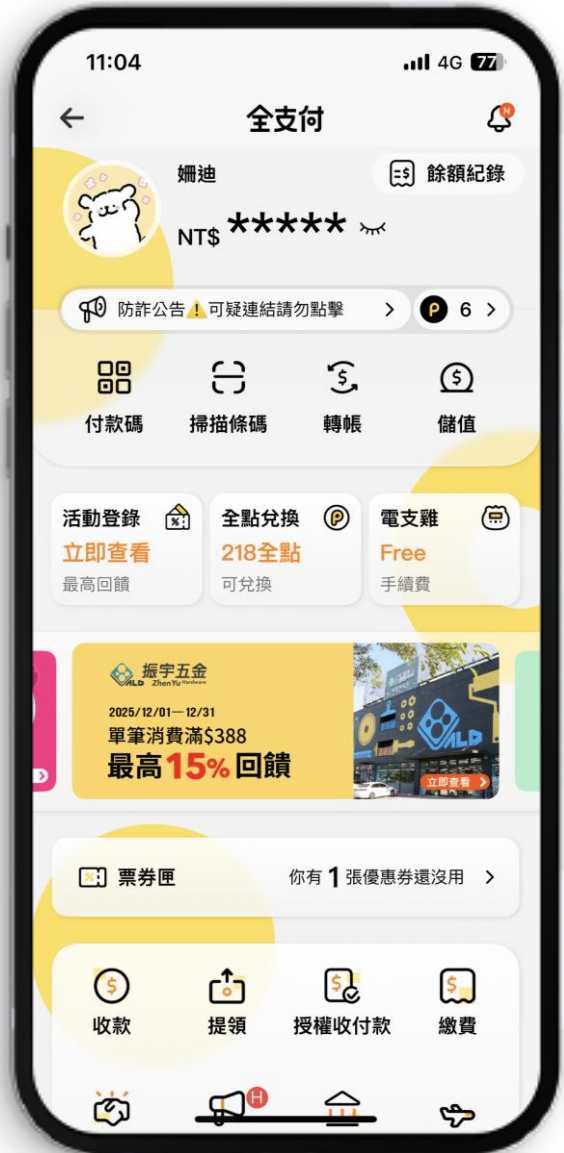 11:04
4G 77
全支付
N
姍迪
餘額紀錄
NT$ *****
防詐公告⚠️可疑連結請勿點擊 >
P 6 >
付款碼 掃描條碼 轉帳 儲值
活動登錄
立即查看
最高回饋
全點兌換
218全點
可兌換
電支雞
Free
手續費
振宇五金
ALD ZhenYu Hardware
2025/12/01—12/31
單筆消費滿$388
最高15%回饋
ALD
立即查看
票券匣
你有 1 張優惠券還沒用 >
收款 提領 授權收付款 繳費
H